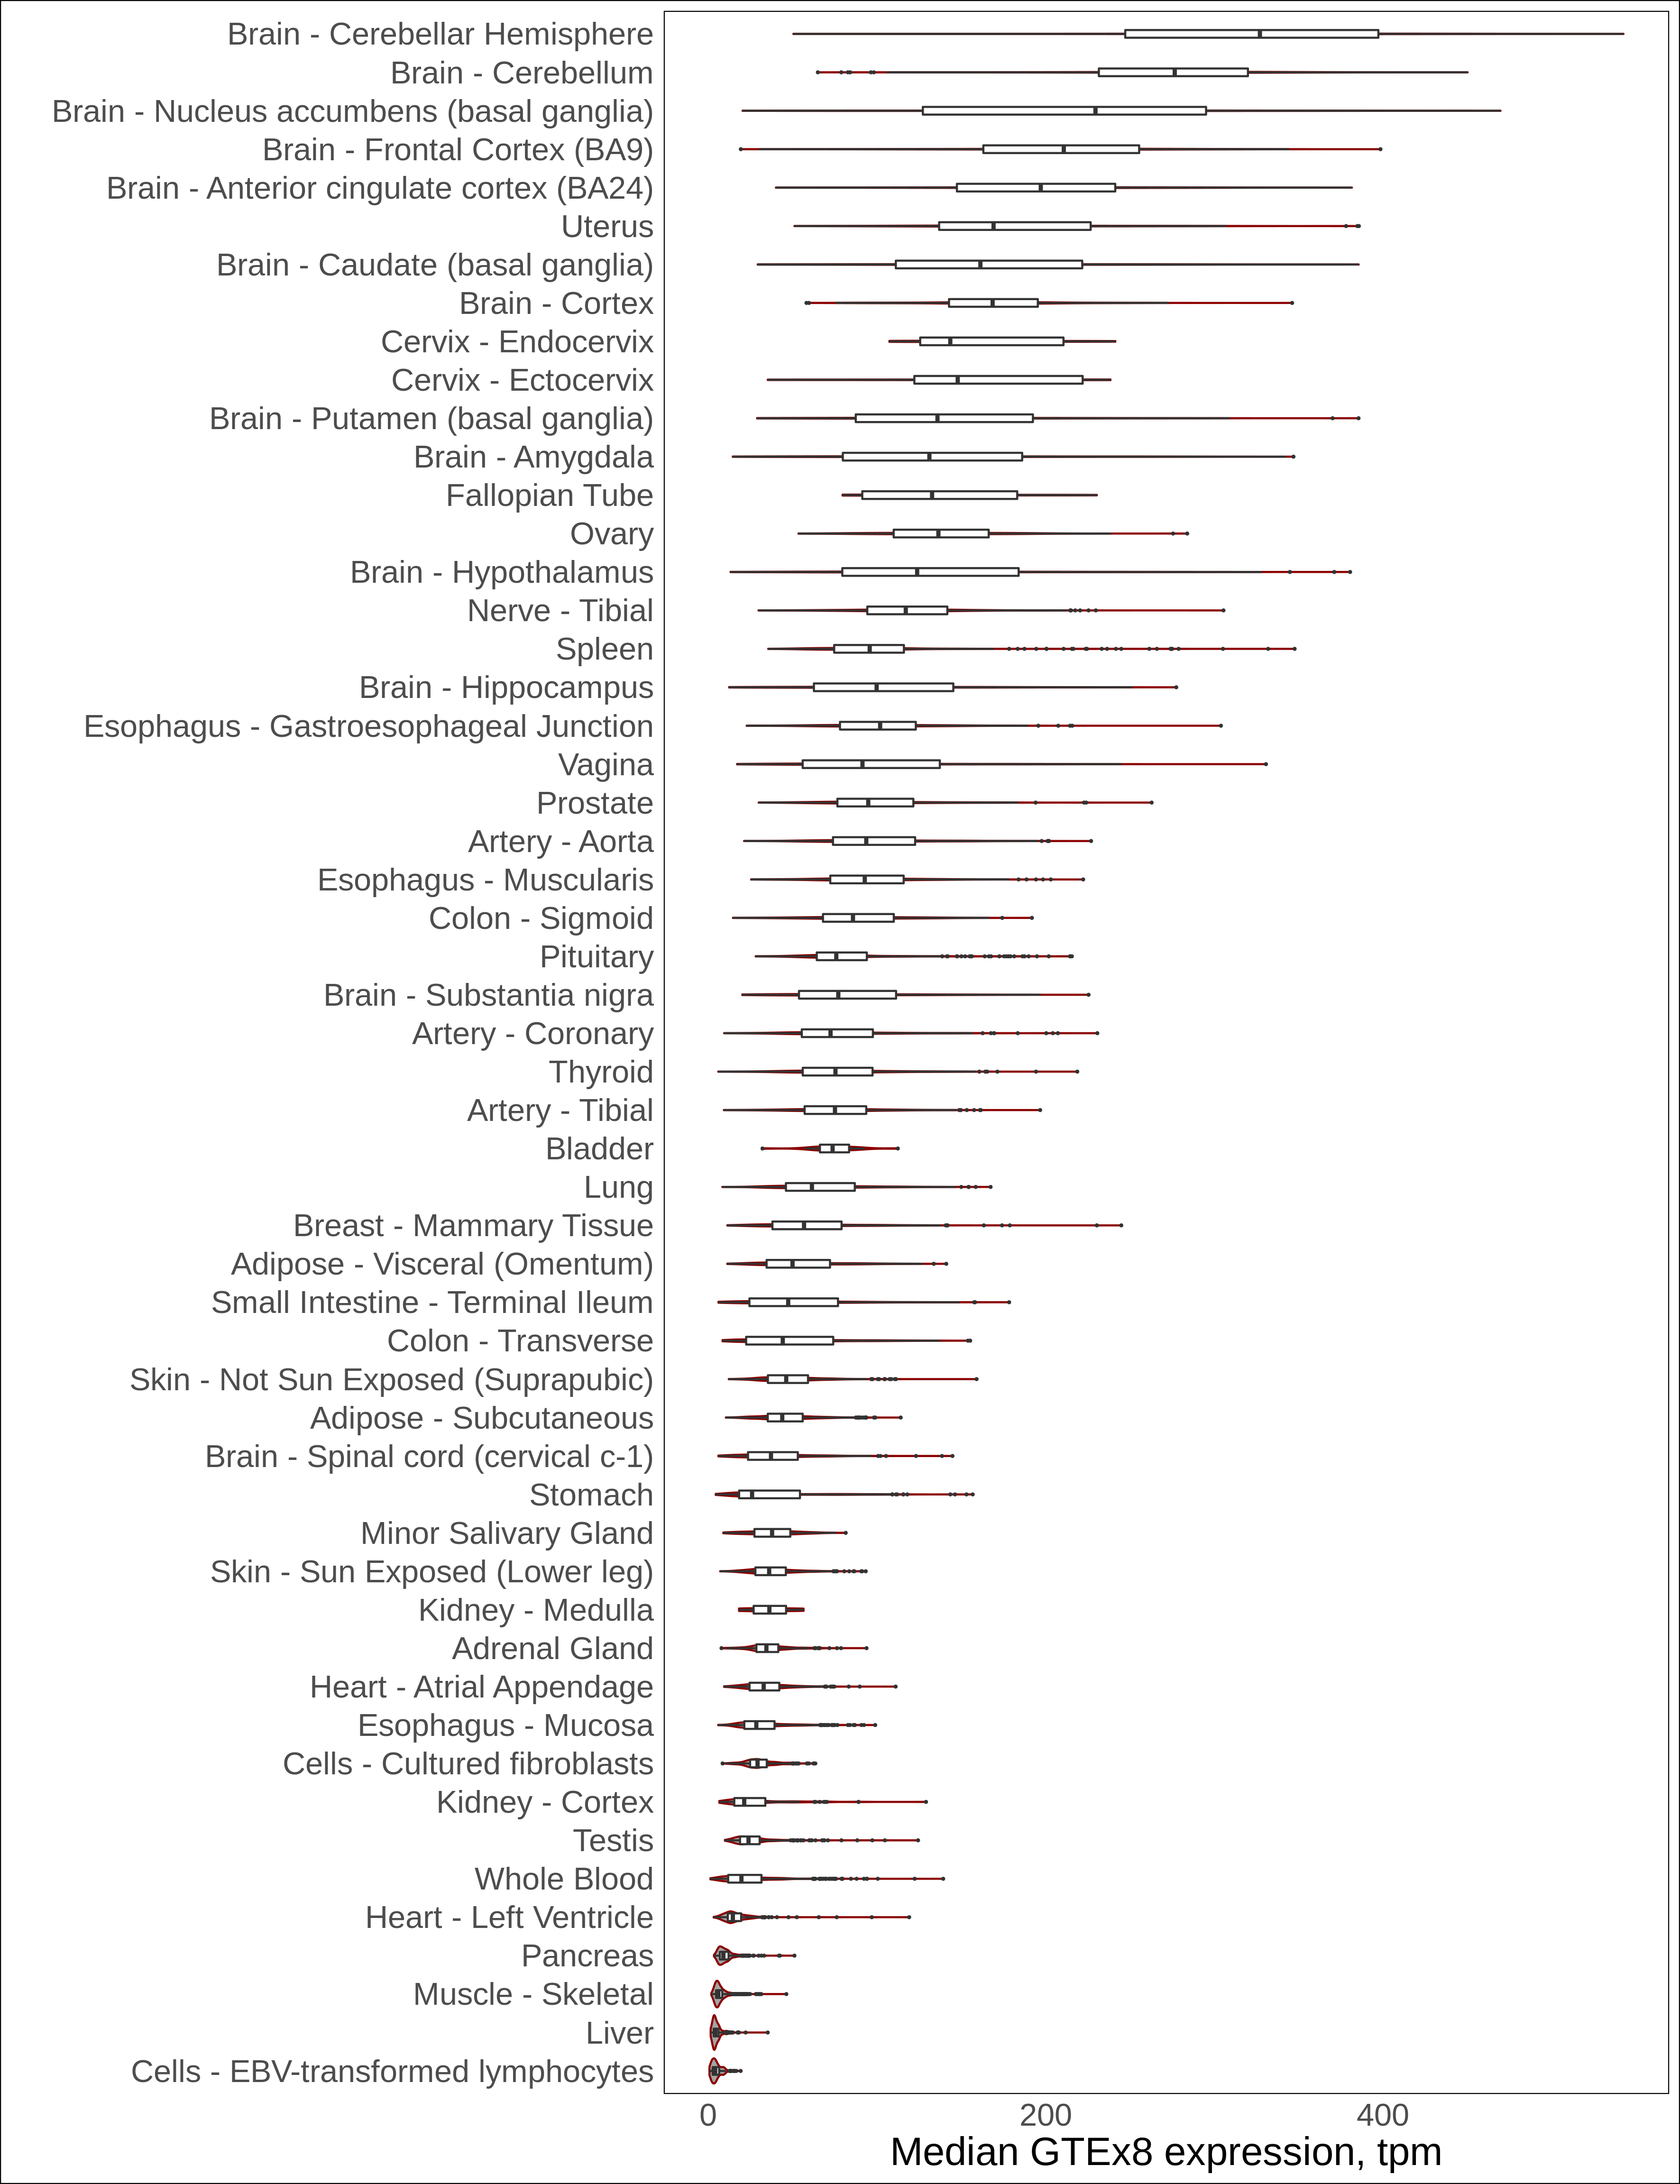 Brain - Cerebellar Hemisphere
Brain - Cerebellum
Brain - Nucleus accumbens (basal ganglia)
Brain - Frontal Cortex (BA9)
Brain - Anterior cingulate cortex (BA24)
Uterus
Brain - Caudate (basal ganglia)
Brain - Cortex
Cervix - Endocervix
Cervix - Ectocervix
Brain - Putamen (basal ganglia)
Brain - Amygdala
Fallopian Tube
Ovary
Brain - Hypothalamus
Nerve - Tibial
Spleen
Brain - Hippocampus
Esophagus - Gastroesophageal Junction
Vagina
Prostate
Artery - Aorta
Esophagus - Muscularis
Colon - Sigmoid
Pituitary
Brain - Substantia nigra
Artery - Coronary
Thyroid
Artery - Tibial
Bladder
Lung
Breast - Mammary Tissue
Adipose - Visceral (Omentum)
Small Intestine - Terminal Ileum
Colon - Transverse
Skin - Not Sun Exposed (Suprapubic)
Adipose - Subcutaneous
Brain - Spinal cord (cervical c-1)
Stomach
Minor Salivary Gland
Skin - Sun Exposed (Lower leg)
Kidney - Medulla
Adrenal Gland
Heart - Atrial Appendage
Esophagus - Mucosa
Cells - Cultured fibroblasts
Kidney - Cortex
Testis
Whole Blood
Heart - Left Ventricle
Pancreas
Muscle - Skeletal
Liver
Cells - EBV-transformed lymphocytes
0 200 400
Median GTEx8 expression, tpm